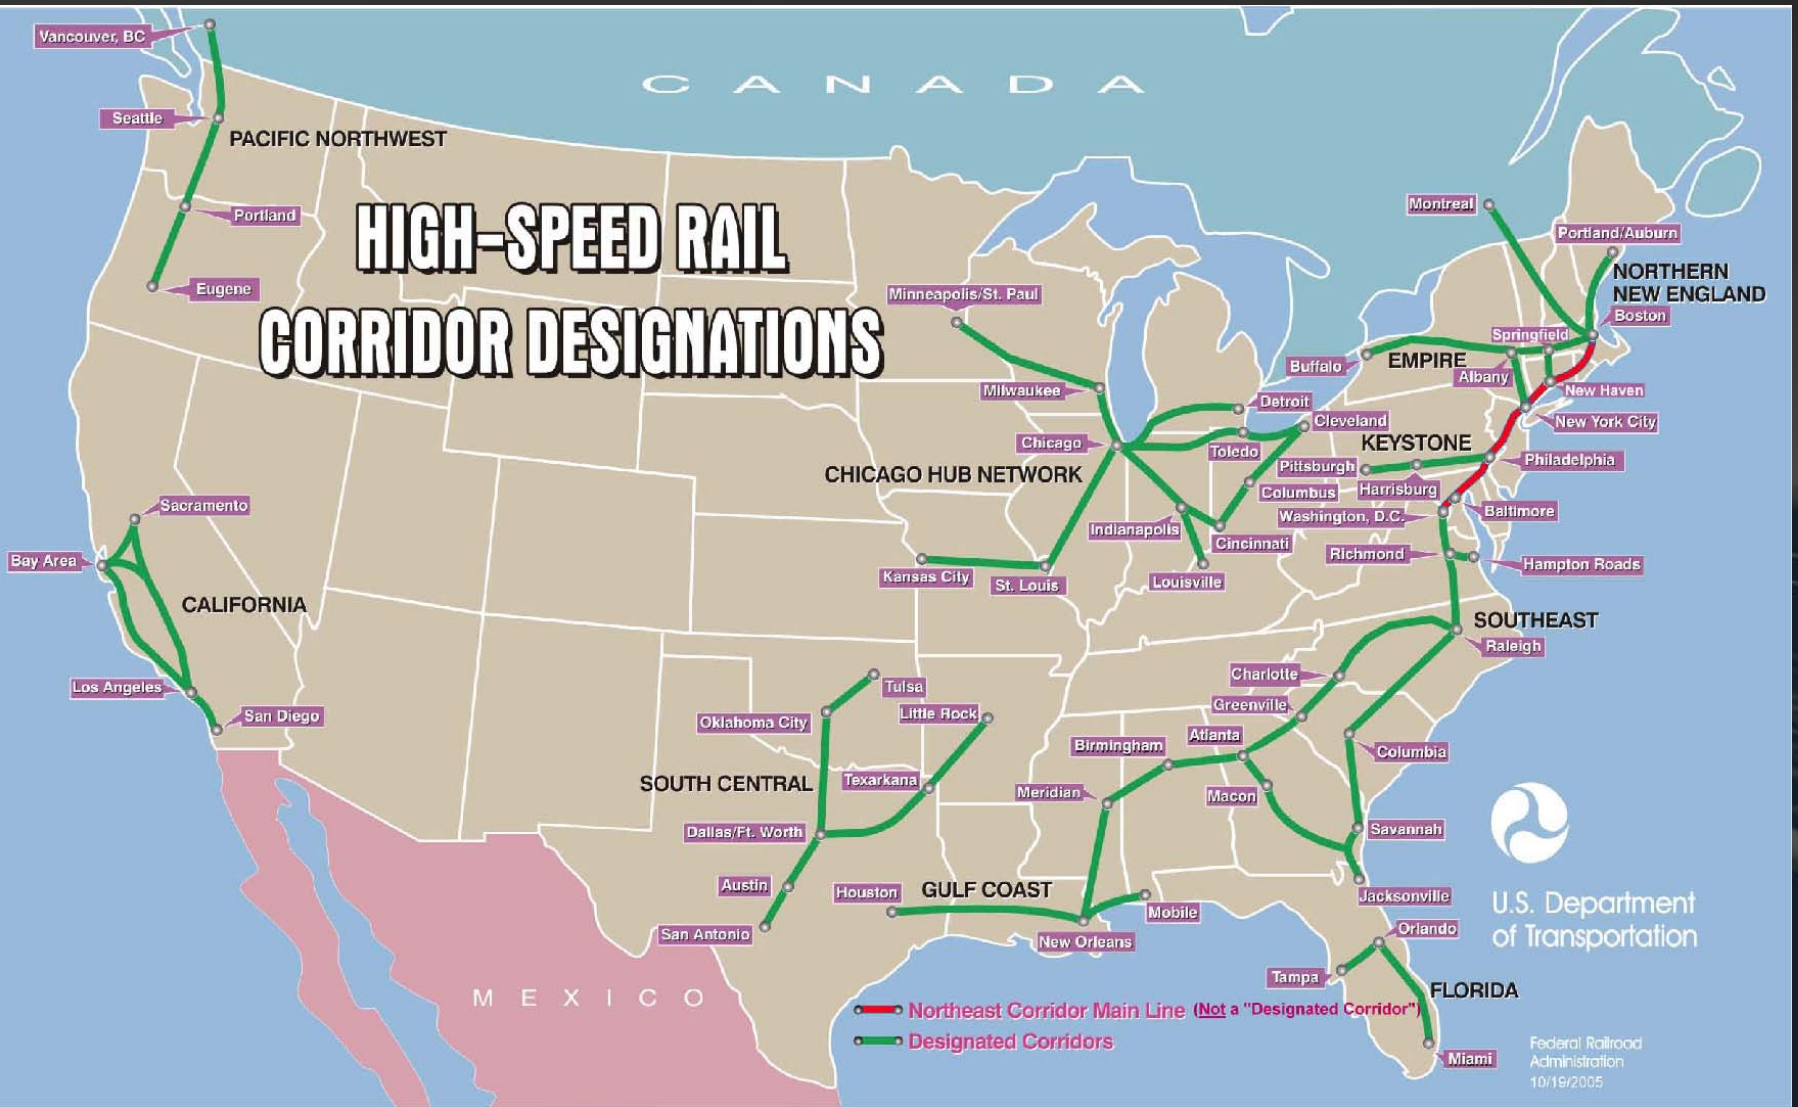 Vancouver, BC
CANADA
Seattle
PACIFIC NORTHWEST
Portland
Eugene
HIGH-SPEED RAIL
CORRIDOR DESIGNATIONS
Montreal
Portland/Auburn
NORTHERN
NEW ENGLAND
Boston
Springfield
Minneapolis/St. Paul
Buffalo
EMPIRE
Albany
New Haven
Milwaukee
Detroit
Cleveland
New York City
Chicago
Toledo
KEYSTONE
Philadelphia
CHICAGO HUB NETWORK
Pittsburgh
Harrisburg
Columbus
Baltimore
Washington, D.C.
Sacramento
Indianapolis
Cincinnati
Richmond
Hampton Roads
Bay Area
Kansas City
St. Louis
Louisville
CALIFORNIA
SOUTHEAST
Raleigh
Los Angeles
San Diego
Charlotte
Greenville
Tulsa
Oklahoma City
Little Rock
Birmingham
Atlanta
Columbia
SOUTH CENTRAL
Texarkana
Meridian
Macon
Dallas/Ft. Worth
Savannah
Austin
Houston
GULF COAST
Jacksonville
San Antonio
Mobile
New Orleans
Orlando
U.S. Department
of Transportation
Tampa
FLORIDA
MEXICO
Northeast Corridor Main Line (Not a "Designated Corridor")
Designated Corridors
Miami
Federal Railroad
Administration
10/19/2005